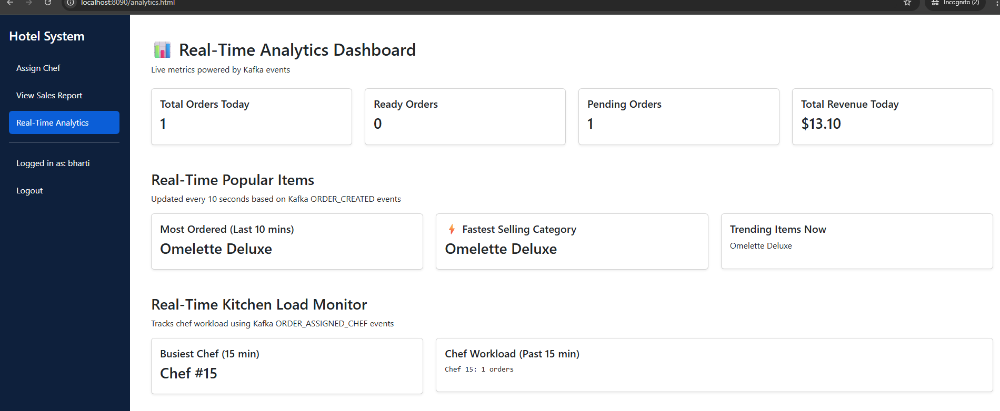 localhost:8090/analytics.html
Incognito (2)
Hotel System
Assign Chef
View Sales Report
Real-Time Analytics
Logged in as: bharti
Logout
Real-Time Analytics Dashboard
Live metrics powered by Kafka events
Total Orders Today
1
Ready Orders
0
Pending Orders
1
Total Revenue Today
$13.10
Real-Time Popular Items
Updated every 10 seconds based on Kafka ORDER_CREATED events
Most Ordered (Last 10 mins)
Omelette Deluxe
Fastest Selling Category
Omelette Deluxe
Trending Items Now
Omelette Deluxe
Real-Time Kitchen Load Monitor
Tracks chef workload using Kafka ORDER_ASSIGNED_CHEF events
Busiest Chef (15 min)
Chef #15
Chef Workload (Past 15 min)
Chef 15: 1 orders